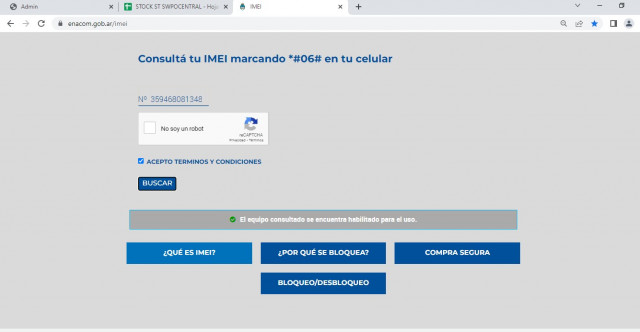 Admin
STOCK ST SWPOCENTRAL - Hoja
IMEI
enacom.gob.ar/imei
Consultá tu IMEI marcando *#06# en tu celular
Nº 359468081348
No soy un robot
reCAPTCHA
Privacidad - Términos
ACEPTO TERMINOS Y CONDICIONES
BUSCAR
El equipo consultado se encuentra habilitado para el uso.
¿QUÉ ES IMEI?
¿POR QUÉ SE BLOQUEA?
COMPRA SEGURA
BLOQUEO/DESBLOQUEO